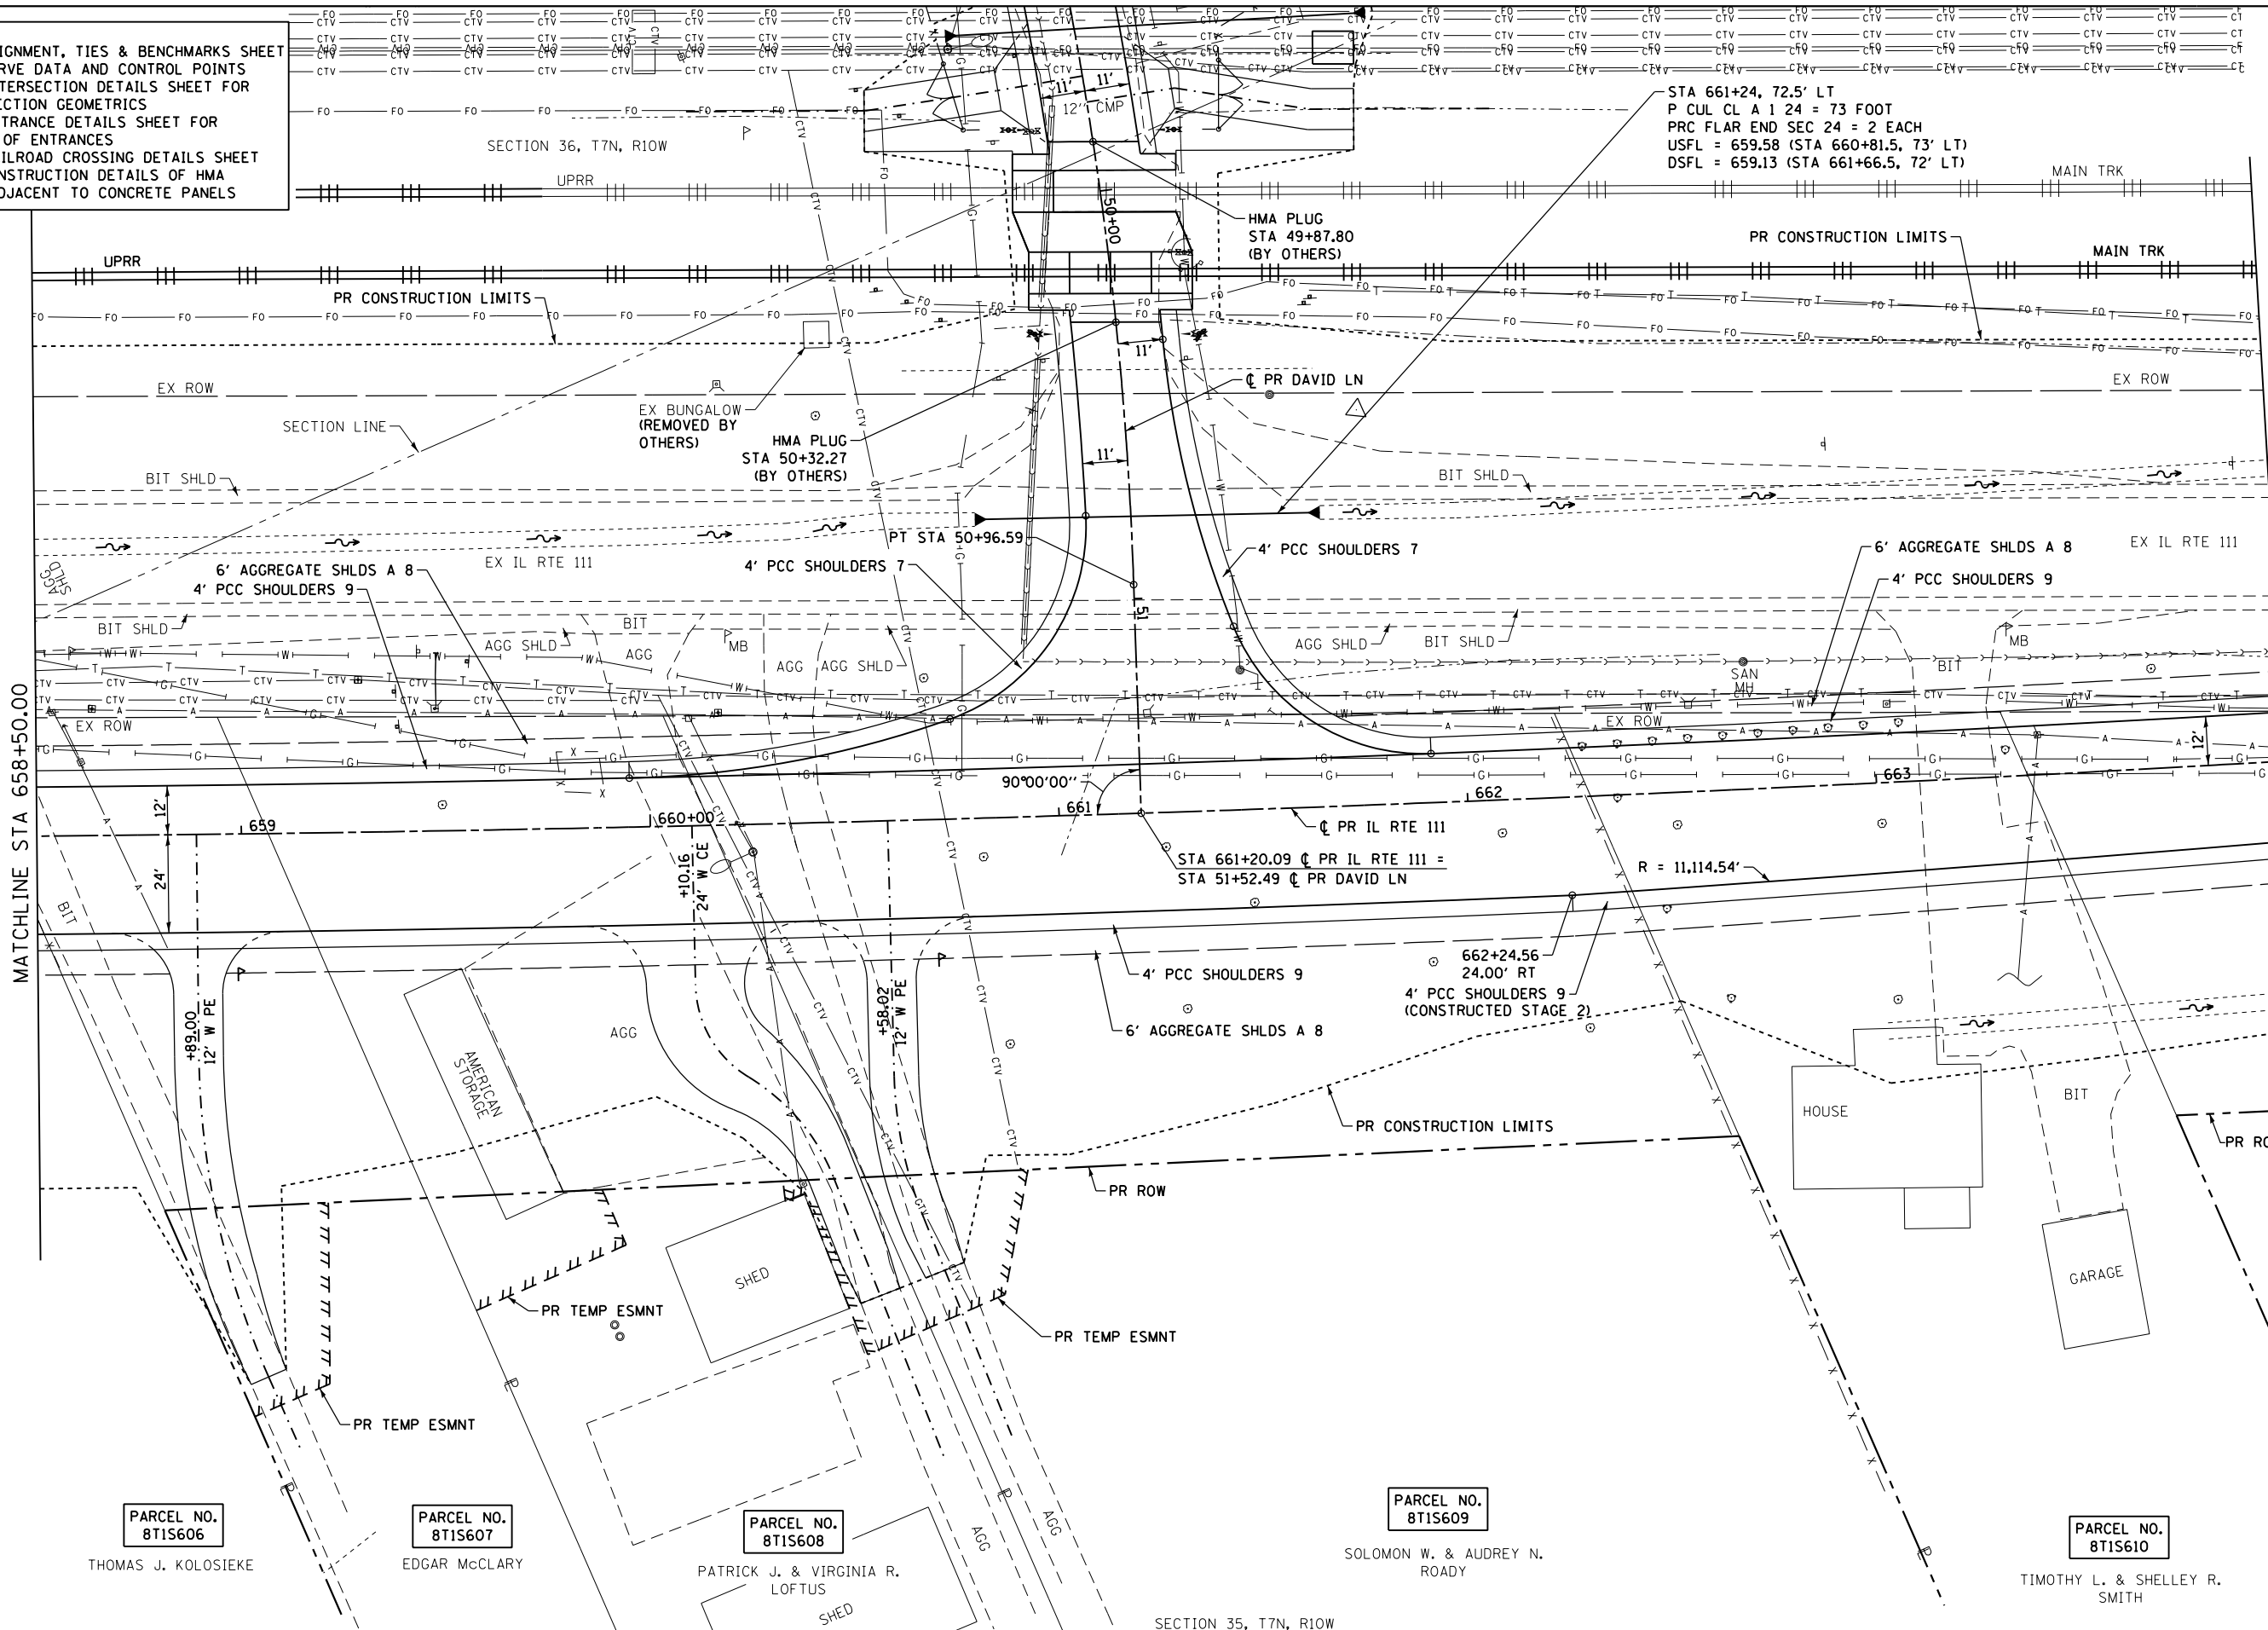 IGNMENT, TIES & BENCHMARKS SHEET
RVE DATA AND CONTROL POINTS
TERSECTION DETAILS SHEET FOR
ECTION GEOMETRICS
TRANCE DETAILS SHEET FOR
OF ENTRANCES
ILROAD CROSSING DETAILS SHEET
NSTRUCTION DETAILS OF HMA
DJACENT TO CONCRETE PANELS
SECTION 36, T7N, R10W
11'
11'
12" CMP
STA 661+24, 72.5' LT
P CUL CL A 1 24 = 73 FOOT
PRC FLAR END SEC 24 = 2 EACH
USFL = 659.58 (STA 660+81.5, 73' LT)
DSFL = 659.13 (STA 661+66.5, 72' LT)
UPRR
MAIN TRK
50+00
HMA PLUG
STA 49+87.80
(BY OTHERS)
PR CONSTRUCTION LIMITS
UPRR
MAIN TRK
PR CONSTRUCTION LIMITS
11'
EX ROW
EX BUNGALOW
(REMOVED BY
OTHERS)
℄ PR DAVID LN
EX ROW
SECTION LINE
HMA PLUG
STA 50+32.27
(BY OTHERS)
11'
BIT SHLD
BIT SHLD
PT STA 50+96.59
EX IL RTE 111
4' PCC SHOULDERS 7
4' PCC SHOULDERS 7
6' AGGREGATE SHLDS A 8
EX IL RTE 111
AGG
SHLD
6' AGGREGATE SHLDS A 8
4' PCC SHOULDERS 9
4' PCC SHOULDERS 9
51
BIT SHLD
BIT
AGG SHLD
AGG
MB
AGG
AGG SHLD
AGG SHLD
BIT SHLD
MB
BIT
SAN
MH
EX ROW
EX ROW
MATCHLINE STA 658+50.00
12'
24'
12'
90°00'00"
659
660+00
661
662
663
℄ PR IL RTE 111
STA 661+20.09 ℄ PR IL RTE 111 =
STA 51+52.49 ℄ PR DAVID LN
R = 11,114.54'
+10.16
24' W CE
BIT
4' PCC SHOULDERS 9
662+24.56
24.00' RT
4' PCC SHOULDERS 9
(CONSTRUCTED STAGE 2)
+89.00
12' W PE
AGG
+58.02
12' W PE
6' AGGREGATE SHLDS A 8
AMERICAN
STORAGE
PR CONSTRUCTION LIMITS
HOUSE
BIT
PR RO
PR ROW
SHED
GARAGE
PR TEMP ESMNT
PR TEMP ESMNT
PR TEMP ESMNT
AGG
AGG
PARCEL NO.
8T1S606
THOMAS J. KOLOSIEKE
PARCEL NO.
8T1S607
EDGAR McCLARY
PARCEL NO.
8T1S608
PATRICK J. & VIRGINIA R.
LOFTUS
SHED
PARCEL NO.
8T1S609
SOLOMON W. & AUDREY N.
ROADY
PARCEL NO.
8T1S610
TIMOTHY L. & SHELLEY R.
SMITH
SECTION 35, T7N, R10W